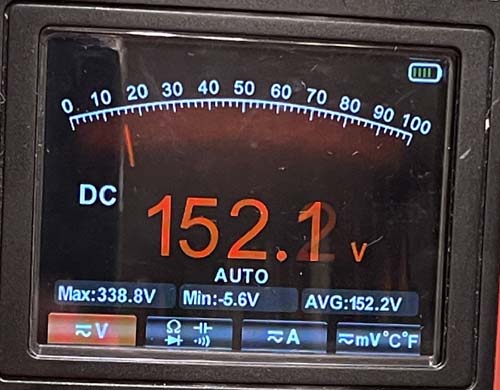 0 10 20 30 40 50 60 70 80 90 100
DC
152.1 V
AUTO
Max:338.8V Min:-5.6V AVG:152.2V
≂V Ω ≂A ≂mV°C°F